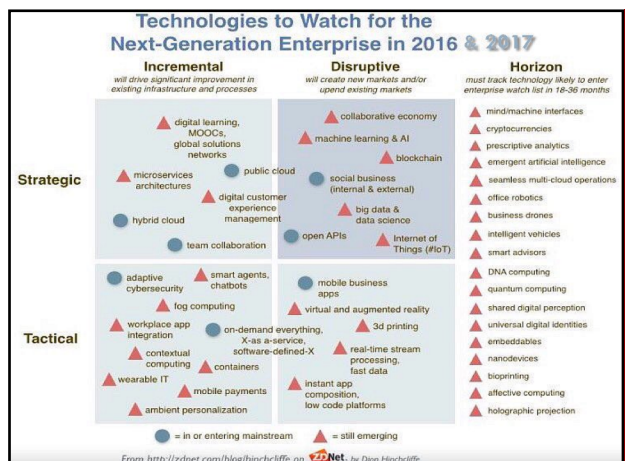 Technologies to Watch for the
Next-Generation Enterprise in 2016 & 2017
Incremental
will drive significant improvement in
existing infrastructure and processes
Disruptive
will create new markets and/or
upend existing markets
Horizon
must track technology likely to enter
enterprise watch list in 18-36 months
Strategic
digital learning,
MOOCs,
global solutions
networks
public cloud
microservices
architectures
digital customer
experience
management
hybrid cloud
team collaboration
collaborative economy
machine learning & AI
blockchain
social business
(internal & external)
big data &
data science
open APIs
Internet of
Things (#IoT)
Tactical
adaptive
cybersecurity
smart agents,
chatbots
fog computing
workplace app
integration
on-demand everything,
X-as a-service,
software-defined-X
contextual
computing
containers
wearable IT
mobile payments
ambient personalization
mobile business
apps
virtual and augmented reality
3d printing
real-time stream
processing,
fast data
instant app
composition,
low code platforms
mind/machine interfaces
cryptocurrencies
prescriptive analytics
emergent artificial intelligence
seamless multi-cloud operations
office robotics
business drones
intelligent vehicles
smart advisors
DNA computing
quantum computing
shared digital perception
universal digital identities
embeddables
nanodevices
bioprinting
affective computing
holographic projection
= in or entering mainstream
= still emerging
From http://zdnet.com/blog/hinchcliffe on ZDNet, by Dion Hinchcliffe